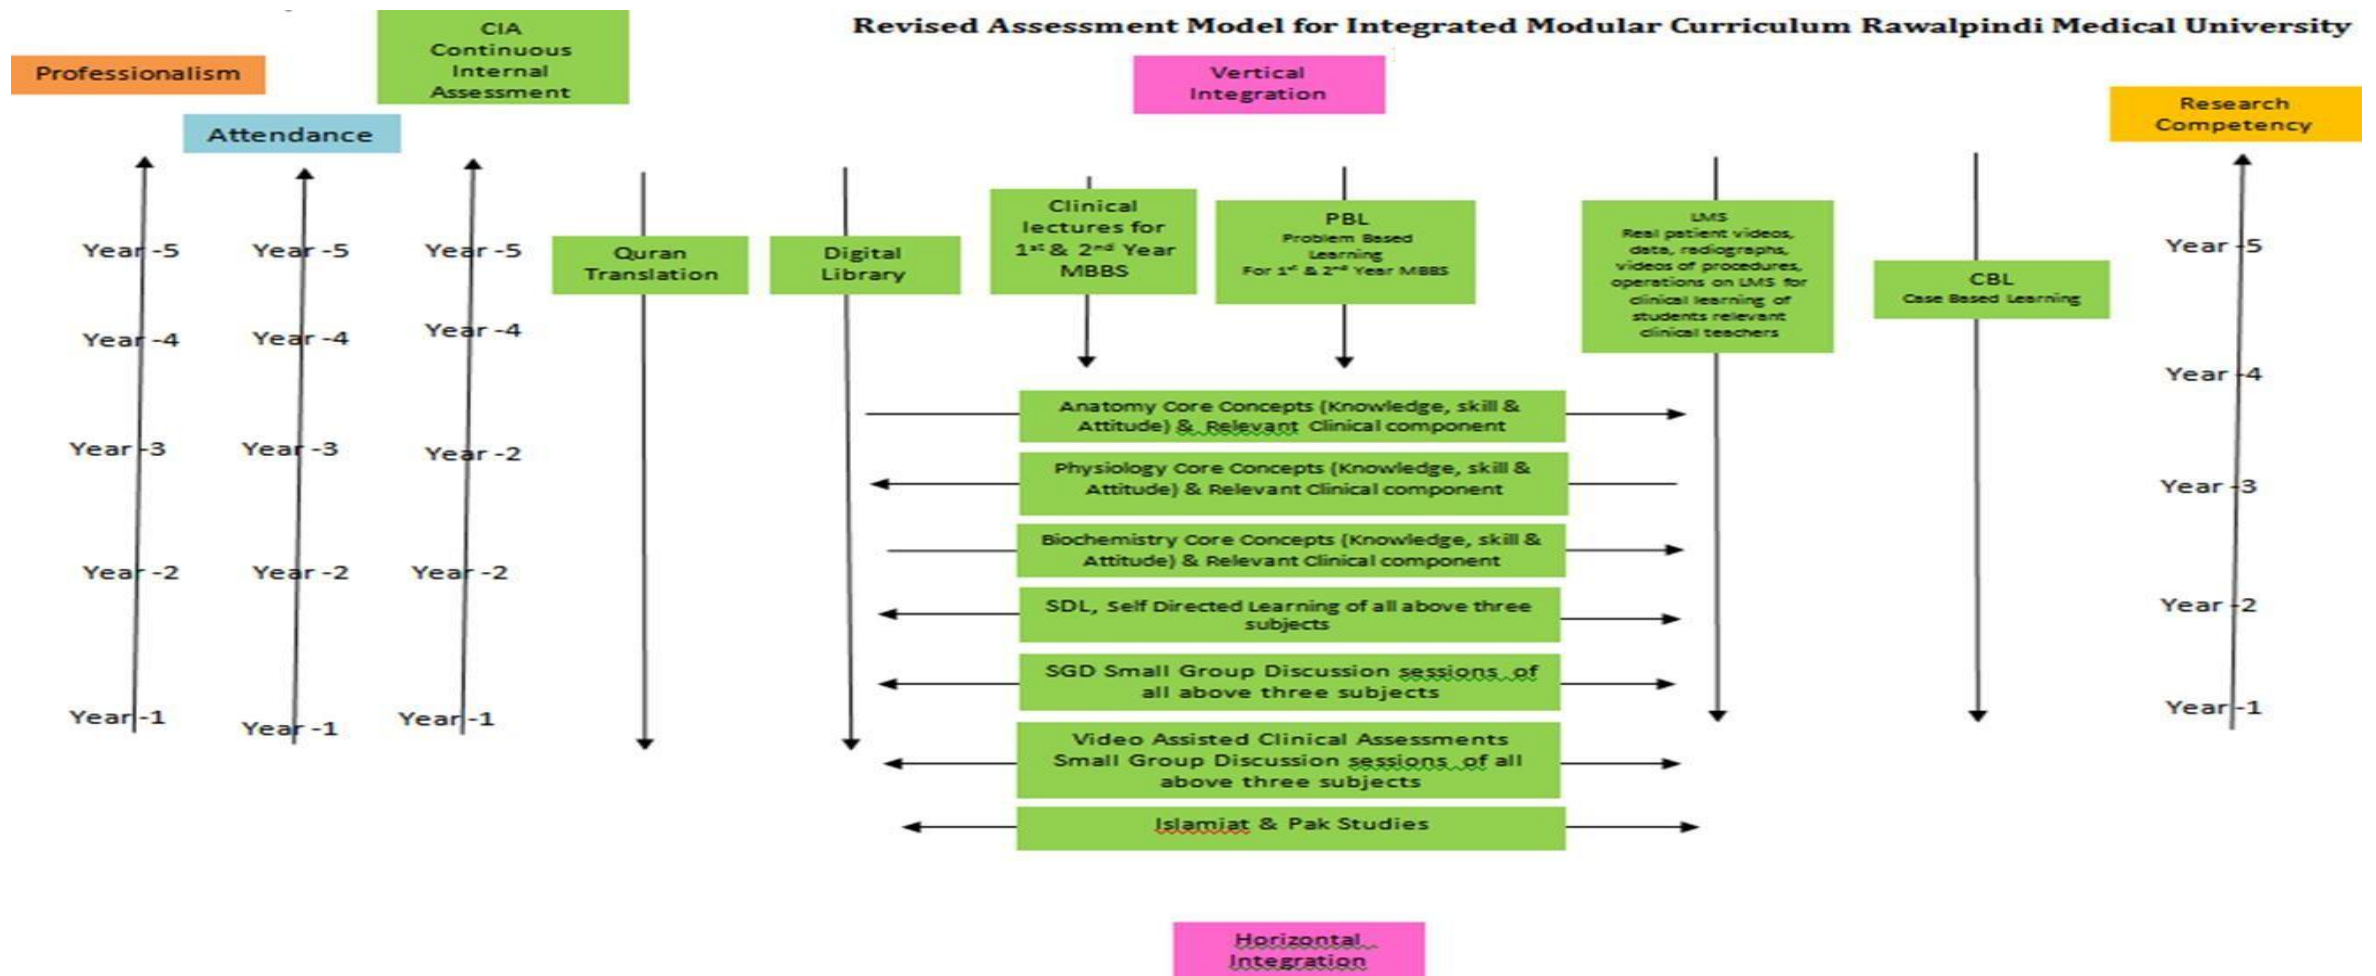 Revised Assessment Model for Integrated Modular Curriculum Rawalpindi Medical University
Professionalism
Attendance
CIA
Continuous
Internal
Assessment
Vertical
Integration
Research
Competency
Year -5
Year -4
Year -3
Year -2
Year -1
Year -5
Year -4
Year -3
Year -2
Year -1
Year -5
Year -4
Year -2
Year -2
Year -1
Quran
Translation
Digital
Library
Clinical
lectures for
1st & 2nd Year
MBBS
PBL
Problem Based
Learning
For 1st & 2nd Year MBBS
LMS
Real patient videos,
data, radiographs,
videos of procedures,
operations on LMS for
clinical learning of
students relevant
clinical teachers
CBL
Case Based Learning
Year -5
Year -4
Year -3
Year -2
Year -1
Anatomy Core Concepts (Knowledge, skill &
Attitude) & Relevant Clinical component
Physiology Core Concepts (Knowledge, skill &
Attitude) & Relevant Clinical component
Biochemistry Core Concepts (Knowledge, skill &
Attitude) & Relevant Clinical component
SDL, Self Directed Learning of all above three
subjects
SGD Small Group Discussion sessions of
all above three subjects
Video Assisted Clinical Assessments
Small Group Discussion sessions of all
above three subjects
Islamiat & Pak Studies
Horizontal
Integration